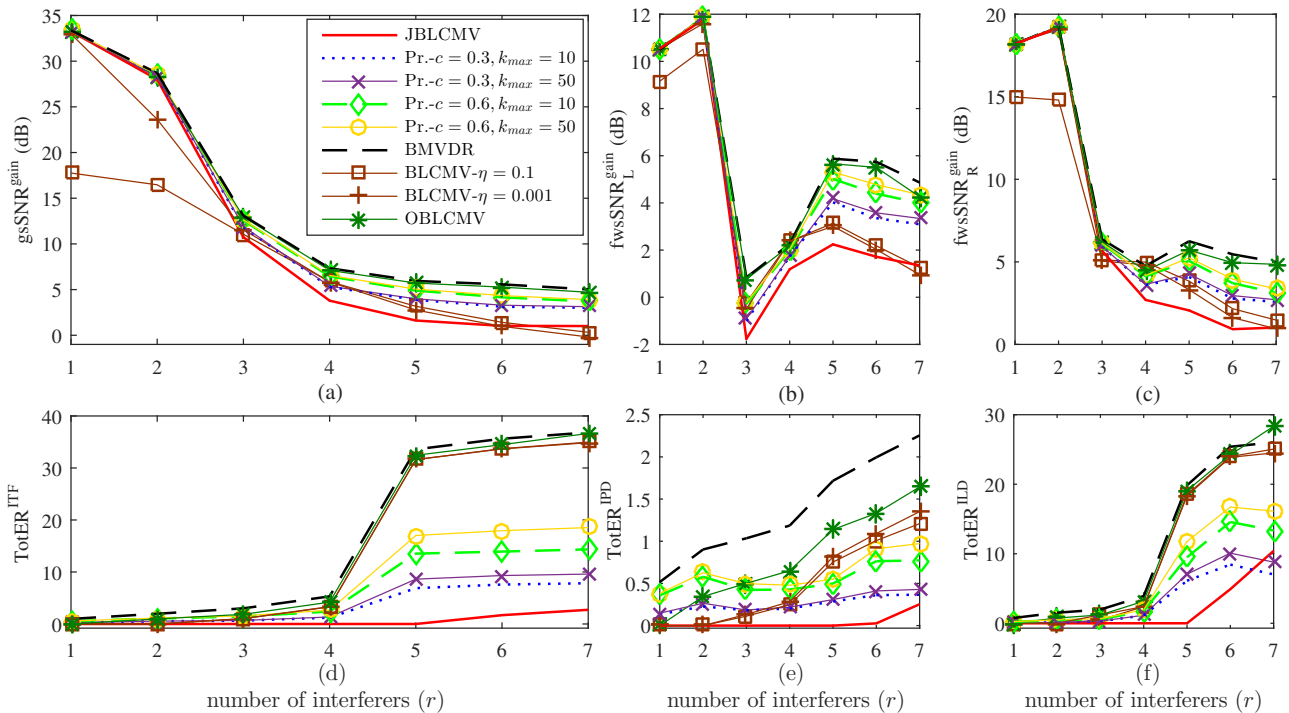 gsSNR^gain (dB)
35
30
25
20
15
10
5
0
1 2 3 4 5 6 7
(a)
JBLCMV
Pr.-c = 0.3, k_max = 10
Pr.-c = 0.3, k_max = 50
Pr.-c = 0.6, k_max = 10
Pr.-c = 0.6, k_max = 50
BMVDR
BLCMV-η = 0.1
BLCMV-η = 0.001
OBLCMV
fwsSNR_L^gain (dB)
12
10
8
6
4
2
0
-2
1 2 3 4 5 6 7
(b)
fwsSNR_R^gain (dB)
20
15
10
5
0
1 2 3 4 5 6 7
(c)
TotER^ITF
40
30
20
10
0
1 2 3 4 5 6 7
(d)
number of interferers (r)
TotER^IPD
2.5
2
1.5
1
0.5
0
1 2 3 4 5 6 7
(e)
number of interferers (r)
TotER^ILD
30
20
10
0
1 2 3 4 5 6 7
(f)
number of interferers (r)